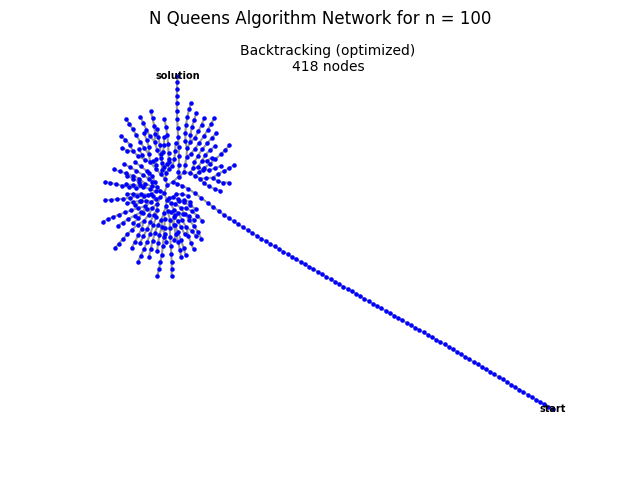 N Queens Algorithm Network for n = 100
Backtracking (optimized)
418 nodes
solution
start